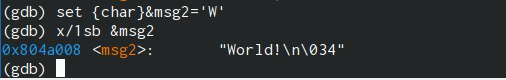 (gdb) set {char}&msg2='W'
(gdb) x/1sb &msg2
0x804a008 <msg2>:        "World!\n\034"
(gdb)